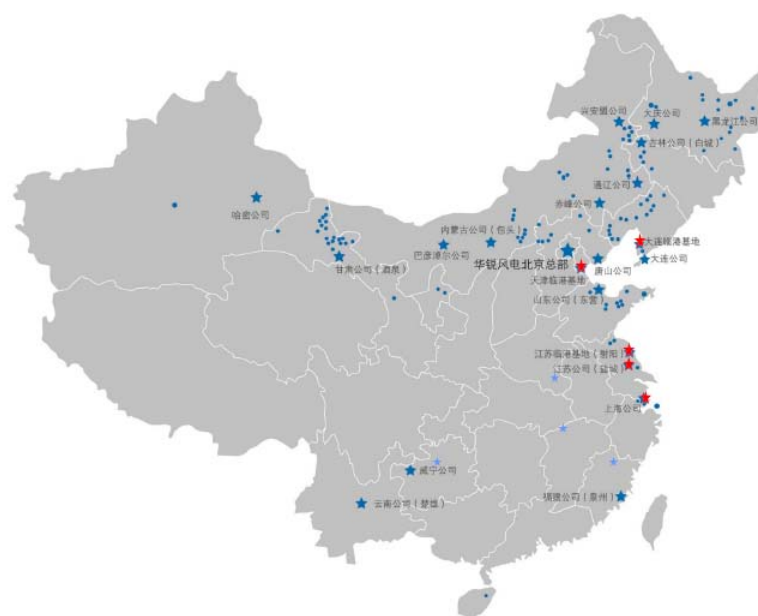 兴安盟公司
大庆公司
黑龙江公司
吉林公司（白城）
通辽公司
赤峰公司
哈密公司
内蒙古公司（包头）
大连临港基地
巴彦淖尔公司
华锐风电北京总部
大连公司
甘肃公司（酒泉）
唐山公司
天津临港基地
山东公司（东营）
江苏临港基地（射阳）
江苏公司（盐城）
上海公司
威宁公司
福建公司（泉州）
云南公司（楚雄）